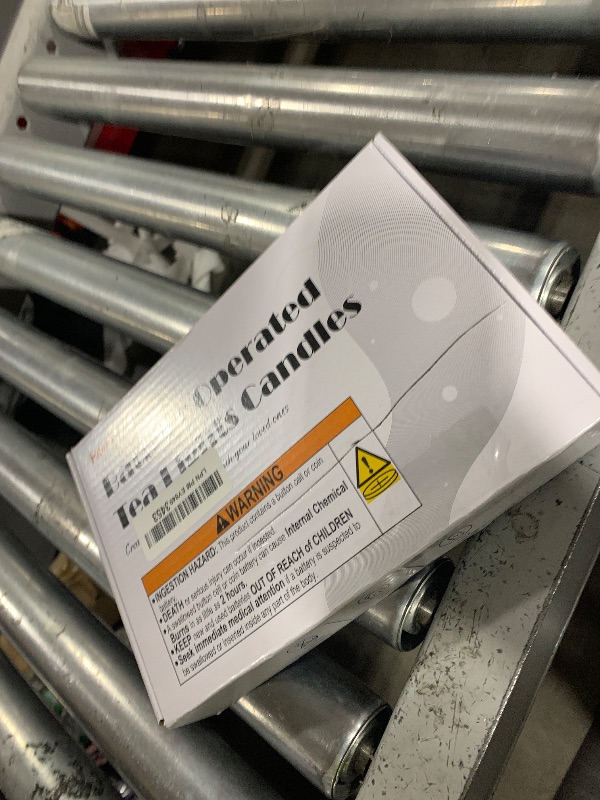 Operated
Tea Lights Candles
your loved ones
WARNING
•INGESTION HAZARD: This product contains a button cell or coin
battery.
•DEATH or serious injury can occur if ingested.
•A swallowed button cell or coin battery can cause Internal Chemical
Burns in as little as 2 hours.
•KEEP new and used batteries OUT OF REACH of CHILDREN
•Seek immediate medical attention if a battery is suspected to
be swallowed or inserted inside any part of the body.